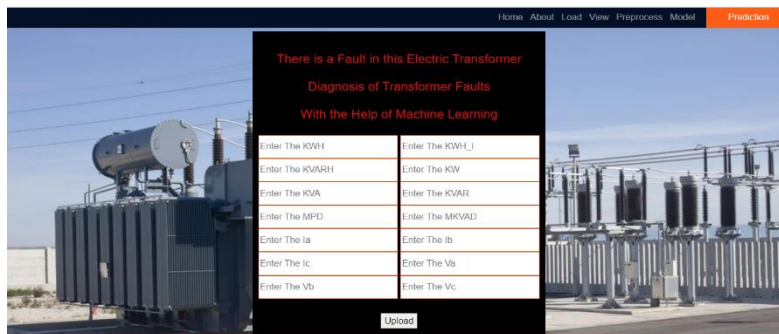 Home About Load View Preprocess Model Prediction
There is a Fault in this Electric Transformer
Diagnosis of Transformer Faults
With the Help of Machine Learning
Enter The KWH Enter The KWH_I
Enter The KVARH Enter The KW
Enter The KVA Enter The KVAR
Enter The MPD Enter The MKVAD
Enter The Ia Enter The Ib
Enter The Ic Enter The Va
Enter The Vb Enter The Vc
Upload